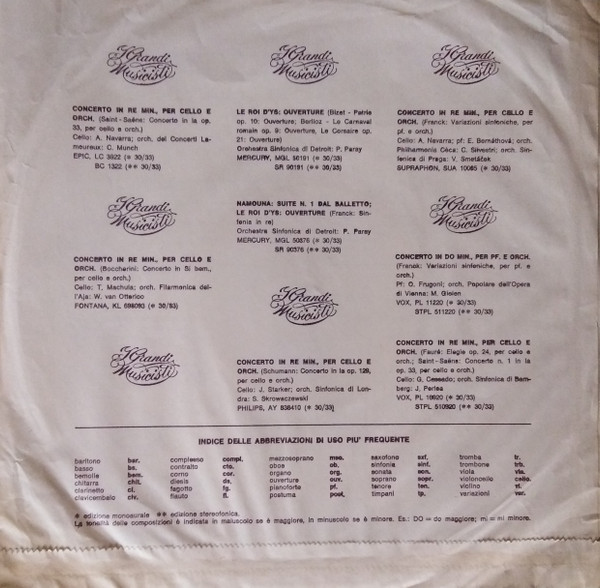 I Grandi Musicisti
I Grandi Musicisti
I Grandi Musicisti
CONCERTO IN RE MIN., PER CELLO E
ORCH. (Saint-Saëns: Concerto in la op.
33, per cello e orch.)
Cello: A. Navarra; orch. dei Concerti La-
moureux: C. Munch
EPIC, LC 3922 (* 30/33)
BC 1322 (** 30/33)
LE ROI D'YS: OUVERTURE (Bizet - Patrie
op. 19: Ouverture; Berlioz - Le Carnaval
romain op. 9: Ouverture, Le Corsaire op.
21: Ouverture)
Orchestra Sinfonica di Detroit: P. Paray
MERCURY, MGL 50191 (* 30/33)
SR 90191 (** 30/33)
CONCERTO IN RE MIN., PER CELLO E
ORCH. (Franck: Variazioni sinfoniche, per
pf. e orch.)
Cello: A. Navarra; pf: E. Bernáthová; orch.
Philharmonia Céca: C. Silvestri; orch. Sin-
fonica di Praga: V. Smetáček
SUPRAPHON, SUA 10085 (* 30/33)
I Grandi Musicisti
NAMOUNA: SUITE N. 1 DAL BALLETTO;
LE ROI D'YS: OUVERTURE (Franck: Sin-
fonia in re)
Orchestra Sinfonica di Detroit: P. Paray
MERCURY, MGL 50376 (* 30/33)
SR 90376 (** 30/33)
I Grandi Musicisti
CONCERTO IN RE MIN., PER CELLO E
ORCH. (Boccherini: Concerto in Si bem.,
per cello e orch.)
Cello: T. Machula; orch. Filarmonica del-
l'Aja: W. van Otterloo
FONTANA, KL (* 30/33)
I Grandi Musicisti
CONCERTO IN DO MIN., PER PF. E ORCH.
(Franck: Variazioni sinfoniche, per pf. e
orch.)
Pf: O. Frugoni; orch. Popolare dell'Opera
di Vienna: M. Gielen
VOX, PL 11220 (* 30/33)
STPL 511220 (** 30/33)
I Grandi Musicisti
CONCERTO IN RE MIN., PER CELLO E
ORCH. (Schumann: Concerto in la op. 129,
per cello e orch.)
Cello: J. Starker; orch. Sinfonica di Lon-
dra: S. Skrowaczewski
PHILIPS, AY 838410 (* 30/33)
CONCERTO IN RE MIN., PER CELLO E
ORCH. (Fauré: Elegie op. 24, per cello e
orch.; Saint-Saëns: Concerto n. 1 in la
op. 33, per cello e orch.)
Cello: G. Cassado; orch. Sinfonica di Bam-
berg: J. Perlea
VOX, PL 10920 (* 30/33)
STPL 510920 (** 30/33)
INDICE DELLE ABBREVIAZIONI DI USO PIU' FREQUENTE
baritono bar. complesso compl. mezzosoprano mso. saxofono sxf. tromba tr.
basso bs. contralto cto. oboe ob. sinfonia sinf. trombone trb.
bemolle bem. corno cor. organo org. sonata son. viola vla.
chitarra chit. diesis ds. ouverture ouv. soprano sopr. violoncello cello.
clarinetto cl. fagotto fg. pianoforte pf. tenore ten. violino vl.
clavicembalo clv. flauto fl. postuma post. timpani tp. variazioni var.
* edizione monoaurale ** edizione stereofonica.
La tonalità delle composizioni è indicata in maiuscolo se è maggiore, in minuscolo se è minore. Es.: DO = do maggiore; mi = mi minore.